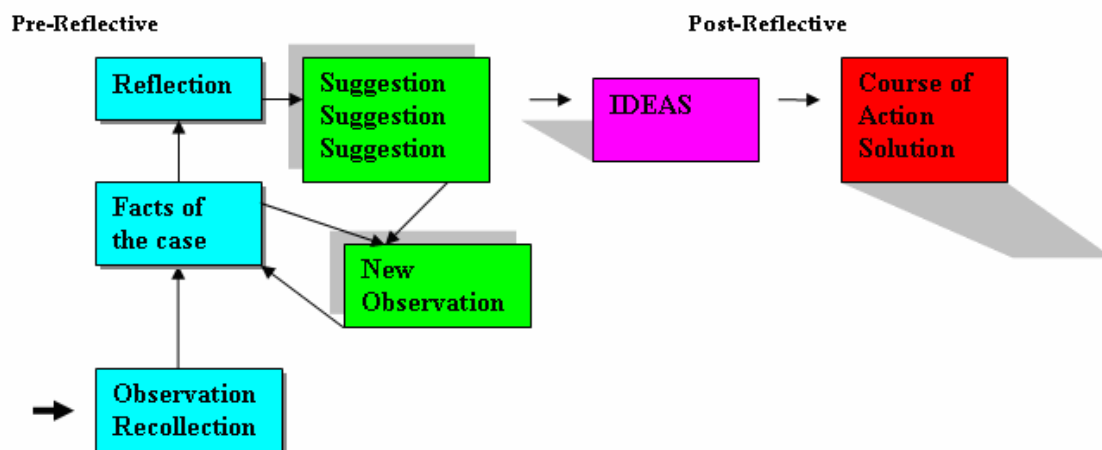 Pre-Reflective
Post-Reflective
Reflection
Suggestion
Suggestion
Suggestion
IDEAS
Course of
Action
Solution
Facts of
the case
New
Observation
Observation
Recollection